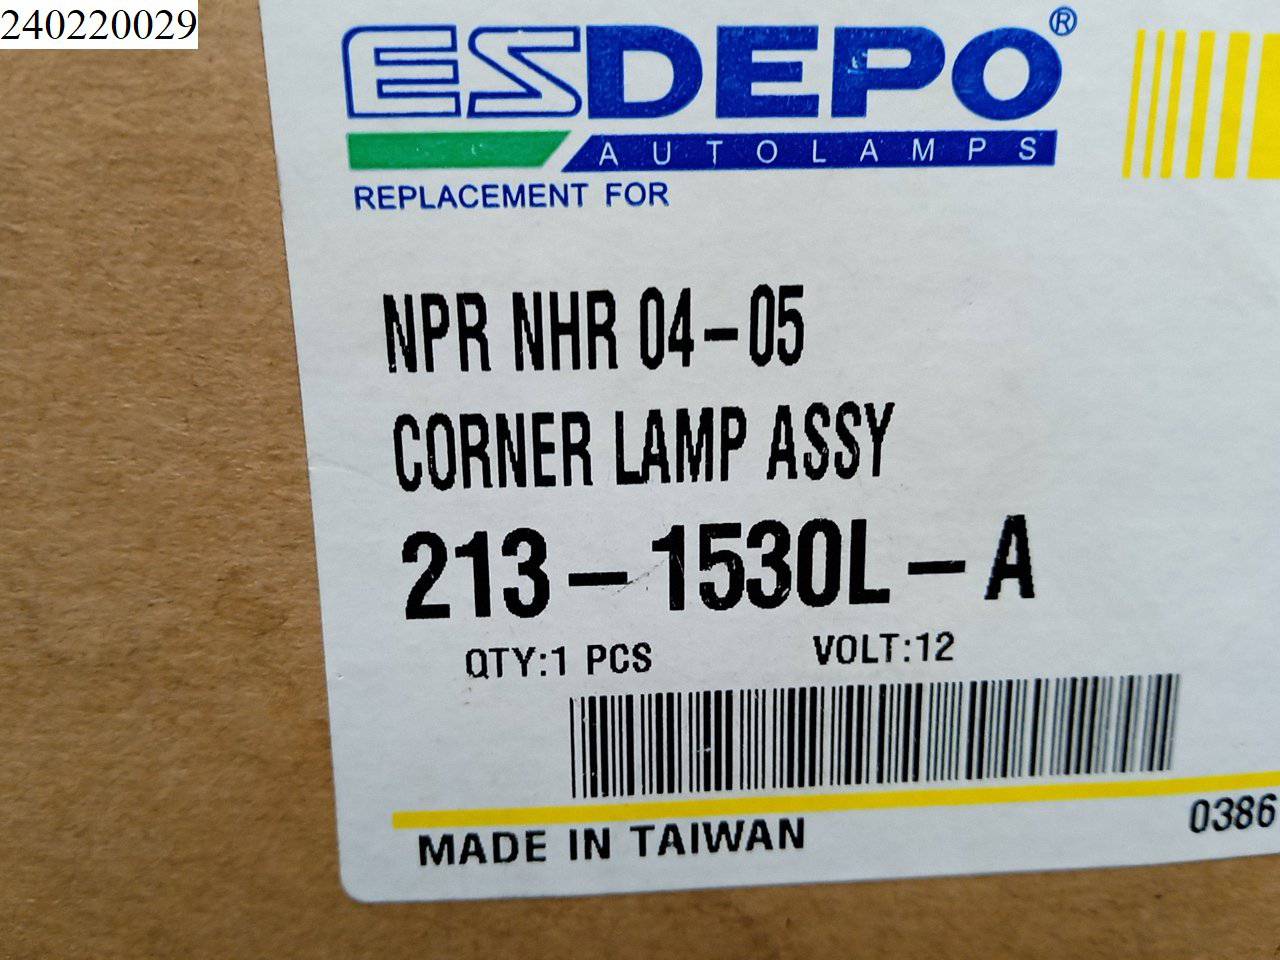 240220029
ESDEPO®
AUTOLAMPS
REPLACEMENT FOR
NPR NHR 04-05
CORNER LAMP ASSY
213-1530L-A
QTY:1 PCS VOLT:12
0386
MADE IN TAIWAN